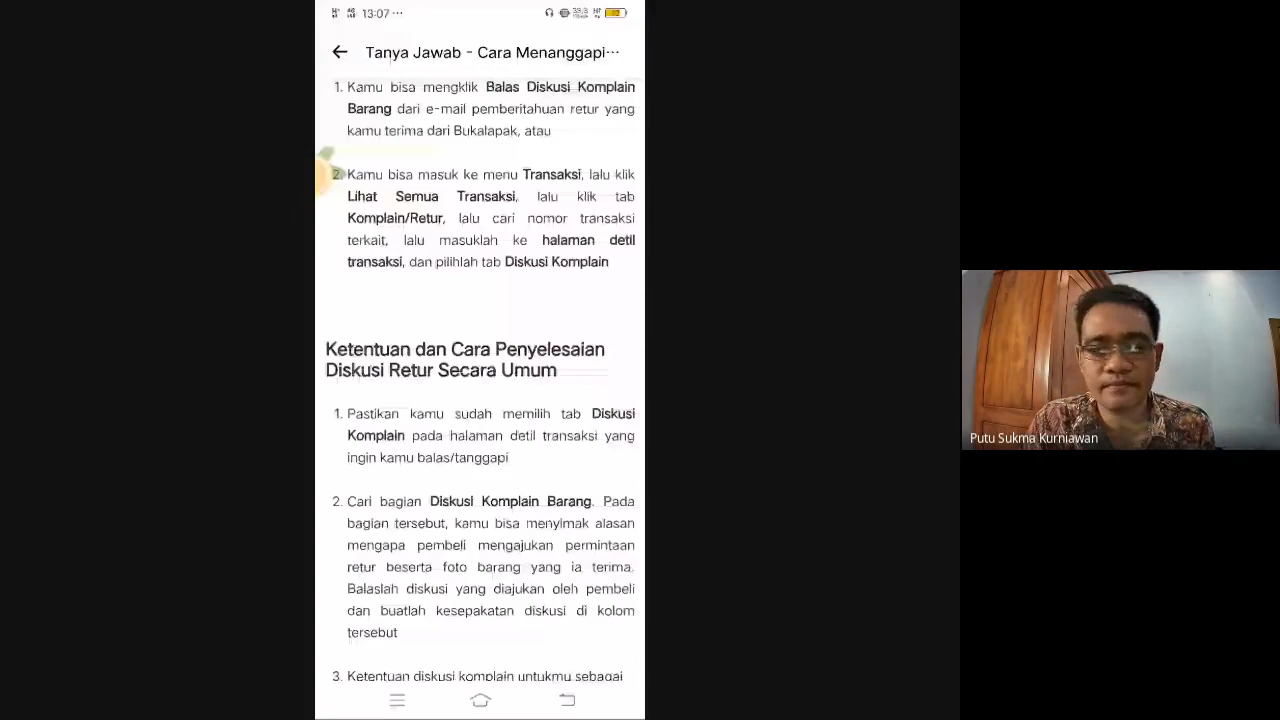 13:07 ···
Tanya Jawab - Cara Menanggapi···
1. Kamu bisa mengklik Balas Diskusi Komplain
Barang dari e-mail pemberitahuan retur yang
kamu terima dari Bukalapak, atau
2. Kamu bisa masuk ke menu Transaksi, lalu klik
Lihat Semua Transaksi, lalu klik tab
Komplain/Retur, lalu cari nomor transaksi
terkait, lalu masuklah ke halaman detil
transaksi, dan pilihlah tab Diskusi Komplain
Ketentuan dan Cara Penyelesaian
Diskusi Retur Secara Umum
1. Pastikan kamu sudah memilih tab Diskusi
Komplain pada halaman detil transaksi yang
ingin kamu balas/tanggapi
2. Cari bagian Diskusi Komplain Barang. Pada
bagian tersebut, kamu bisa menyimak alasan
mengapa pembeli mengajukan permintaan
retur beserta foto barang yang ia terima.
Balaslah diskusi yang diajukan oleh pembeli
dan buatlah kesepakatan diskusi di kolom
tersebut
3. Ketentuan diskusi komplain untukmu sebagai
Putu Sukma Kurniawan